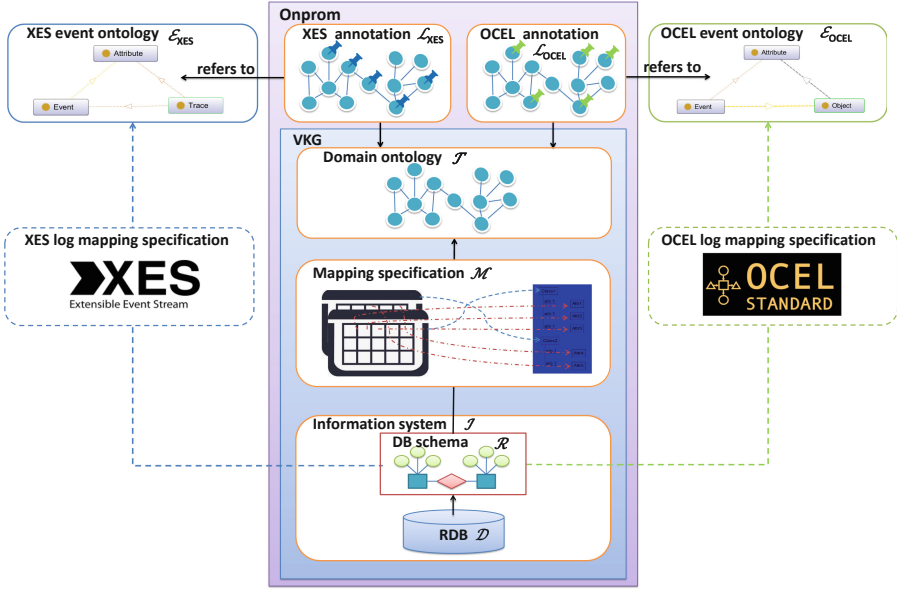 Onprom
XES event ontology ℰXES
Attribute
Event
Trace
refers to
XES annotation ℒXES
OCEL annotation
ℒOCEL
refers to
OCEL event ontology ℰOCEL
Attribute
Event
Object
VKG
Domain ontology 𝒯
XES log mapping specification
XES
Extensible Event Stream
Mapping specification ℳ
OCEL log mapping specification
OCEL
STANDARD
Information system ℐ
DB schema ℛ
RDB 𝒟